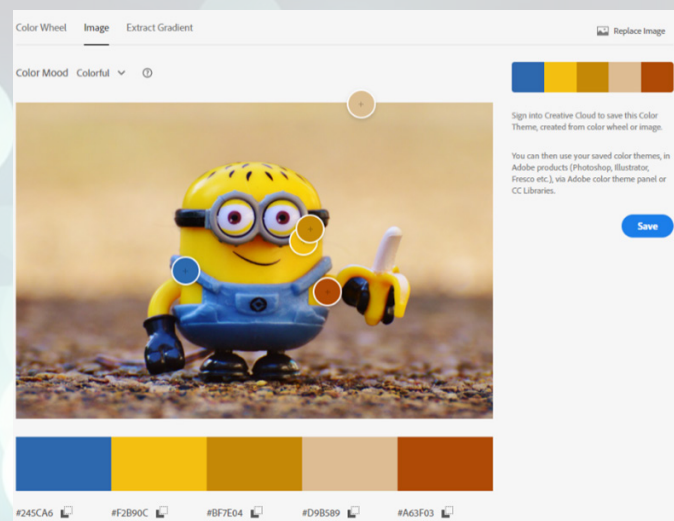 Color Wheel Image Extract Gradient
Replace Image
Color Mood Colorful
Sign into Creative Cloud to save this Color
Theme, created from color wheel or image.
You can then use your saved color themes, in
Adobe products (Photoshop, Illustrator,
Fresco etc.), via Adobe color theme panel or
CC Libraries.
Save
#245CA6 #F2B90C #BF7E04 #D9B589 #A63F03